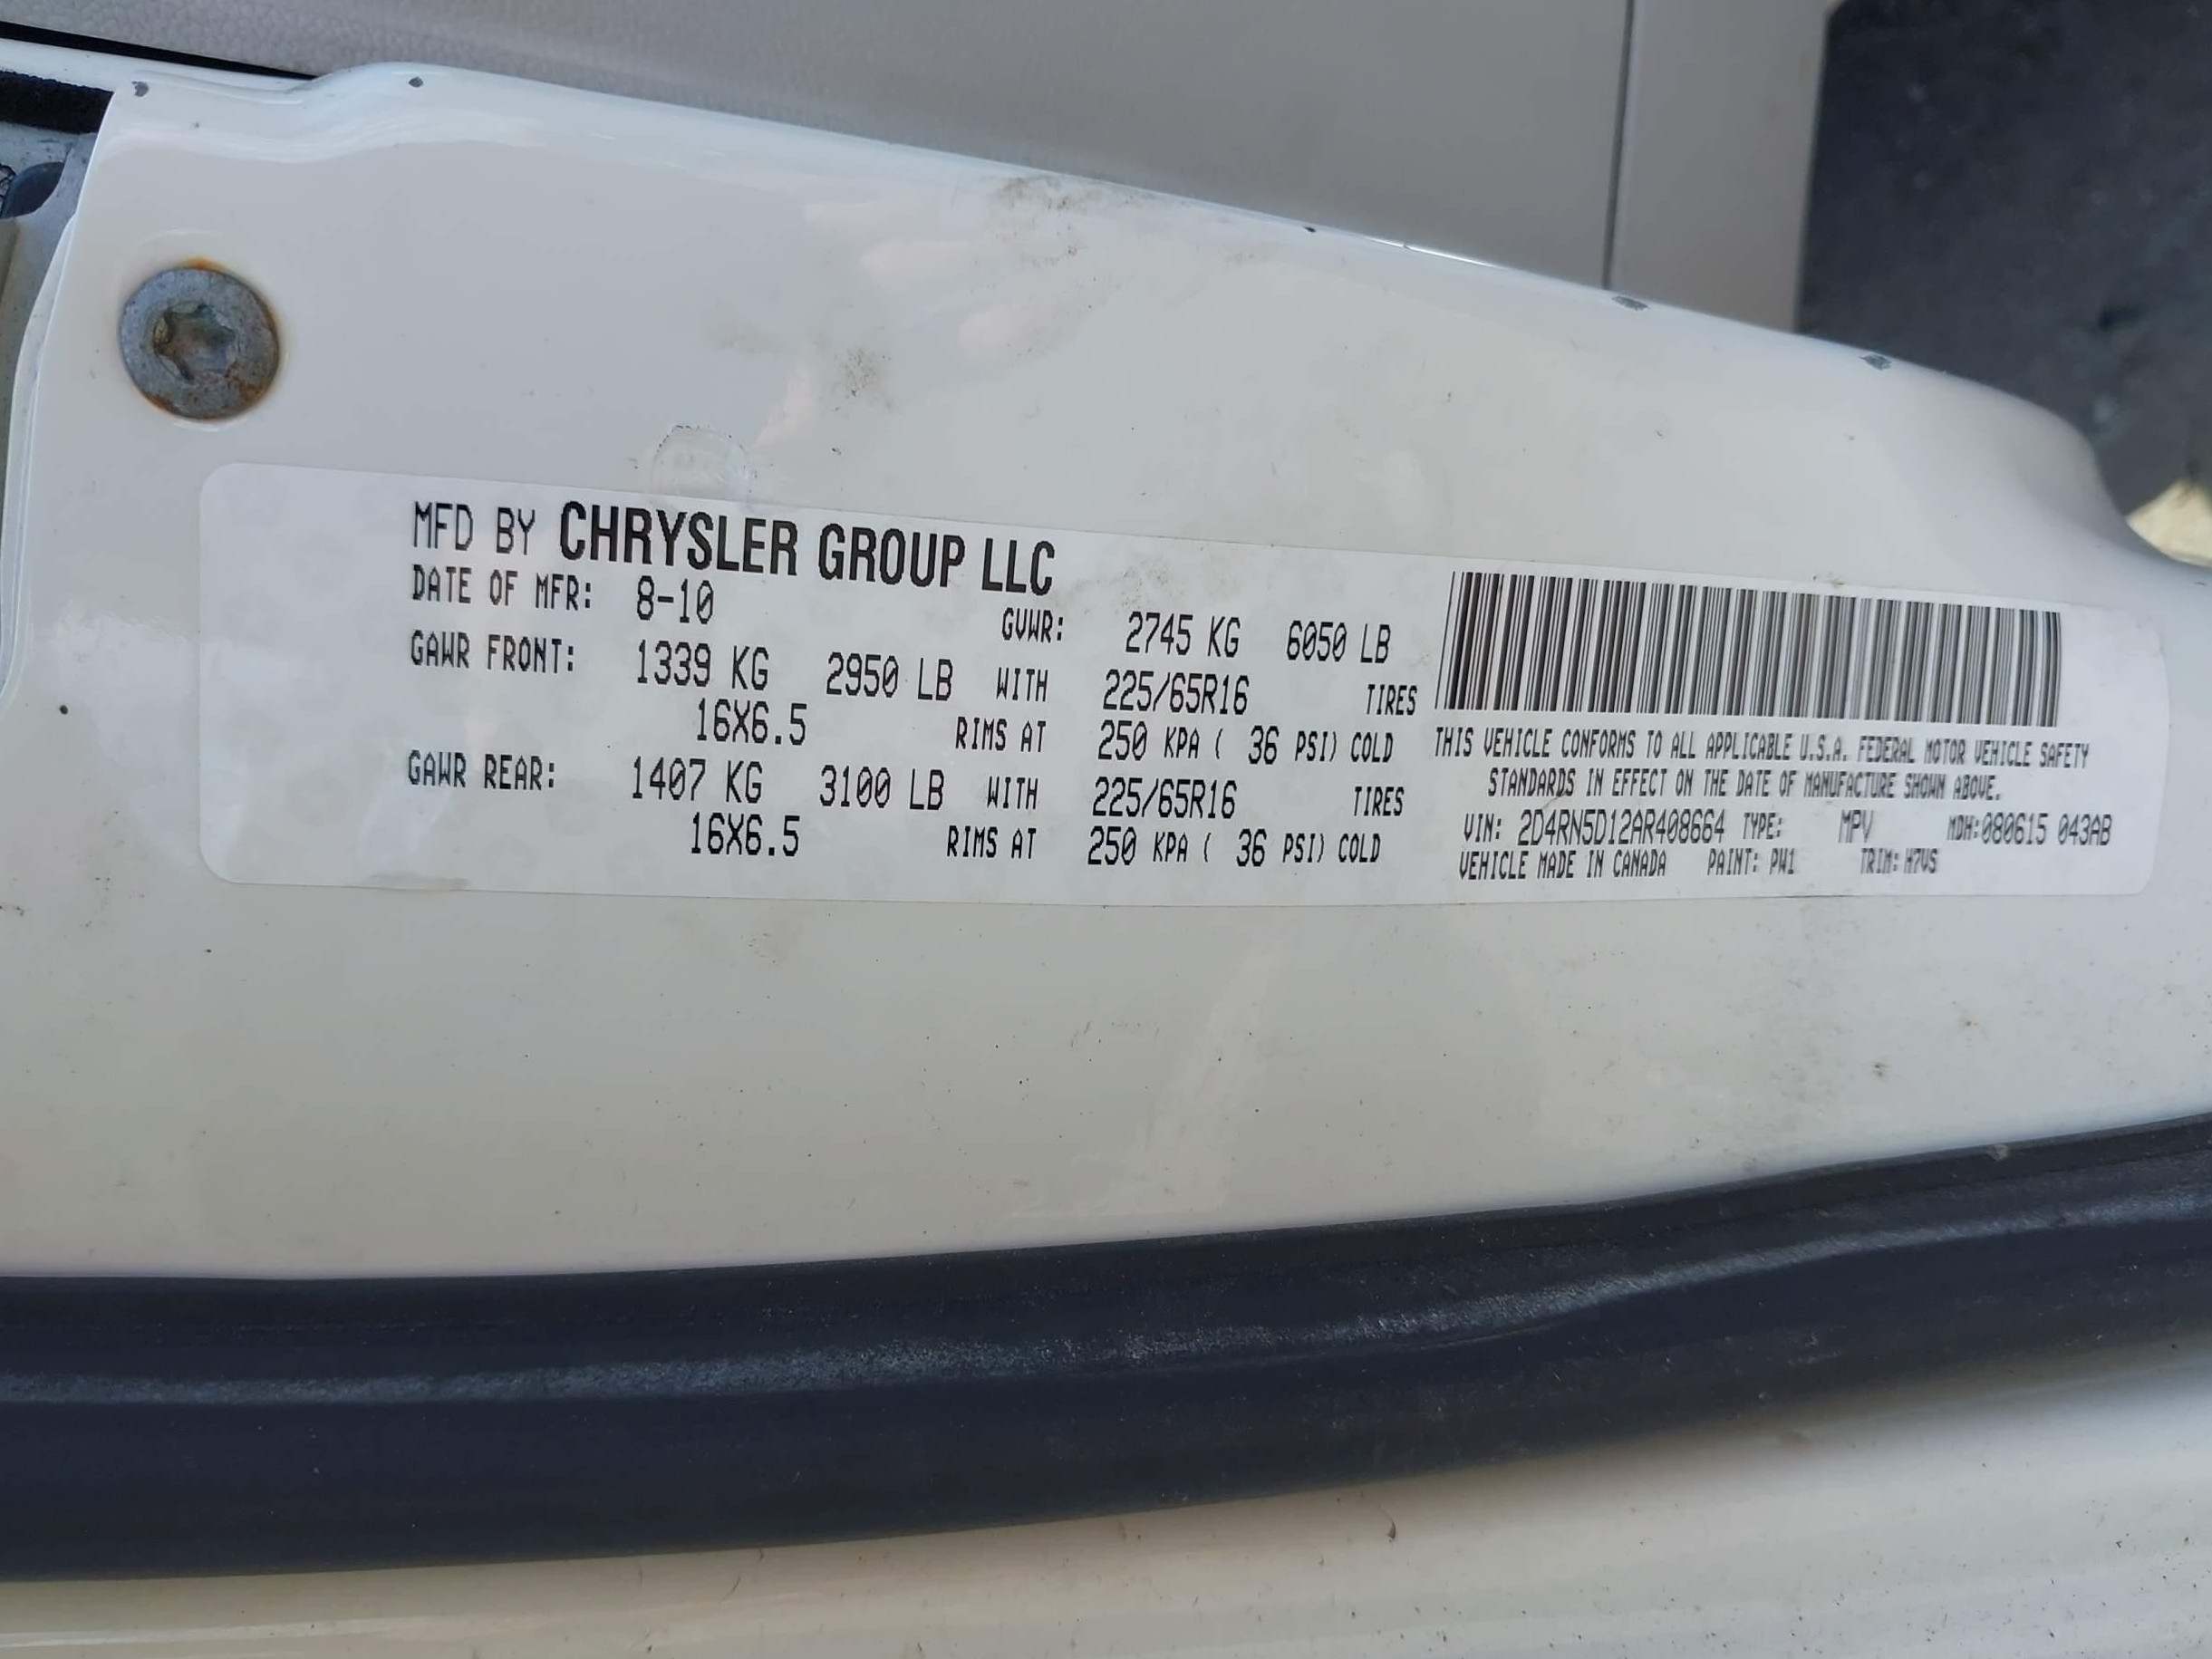 MFD BY CHRYSLER GROUP LLC
DATE OF MFR: 8-10 GVWR: 2745 KG 6050 LB
GAWR FRONT: 1339 KG 2950 LB WITH 225/65R16 TIRES
16X6.5 RIMS AT 250 KPA ( 36 PSI) COLD
GAWR REAR: 1407 KG 3100 LB WITH 225/65R16 TIRES
16X6.5 RIMS AT 250 KPA ( 36 PSI) COLD
THIS VEHICLE CONFORMS TO ALL APPLICABLE U.S.A. FEDERAL MOTOR VEHICLE SAFETY
STANDARDS IN EFFECT ON THE DATE OF MANUFACTURE SHOWN ABOVE.
VIN: 2D4RN5D12AR408664 TYPE: MPV MDH:080615 043AB
VEHICLE MADE IN CANADA PAINT: PW1 TRIM: H7VS